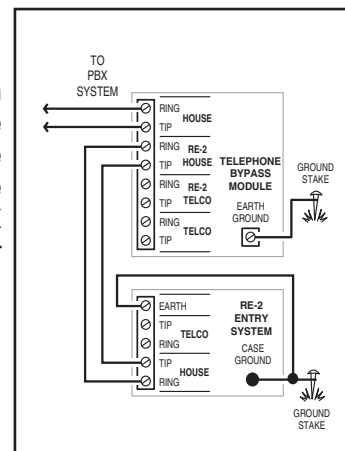 TO
PBX
SYSTEM
RING
HOUSE
TIP
RING
RE-2
HOUSE
TIP
RING
RE-2
TELCO
TIP
RING
TELCO
TIP
TELEPHONE
BYPASS
MODULE
EARTH
GROUND
GROUND
STAKE
EARTH
TIP
TELCO
RING
TIP
HOUSE
RING
RE-2
ENTRY
SYSTEM
CASE
GROUND
GROUND
STAKE